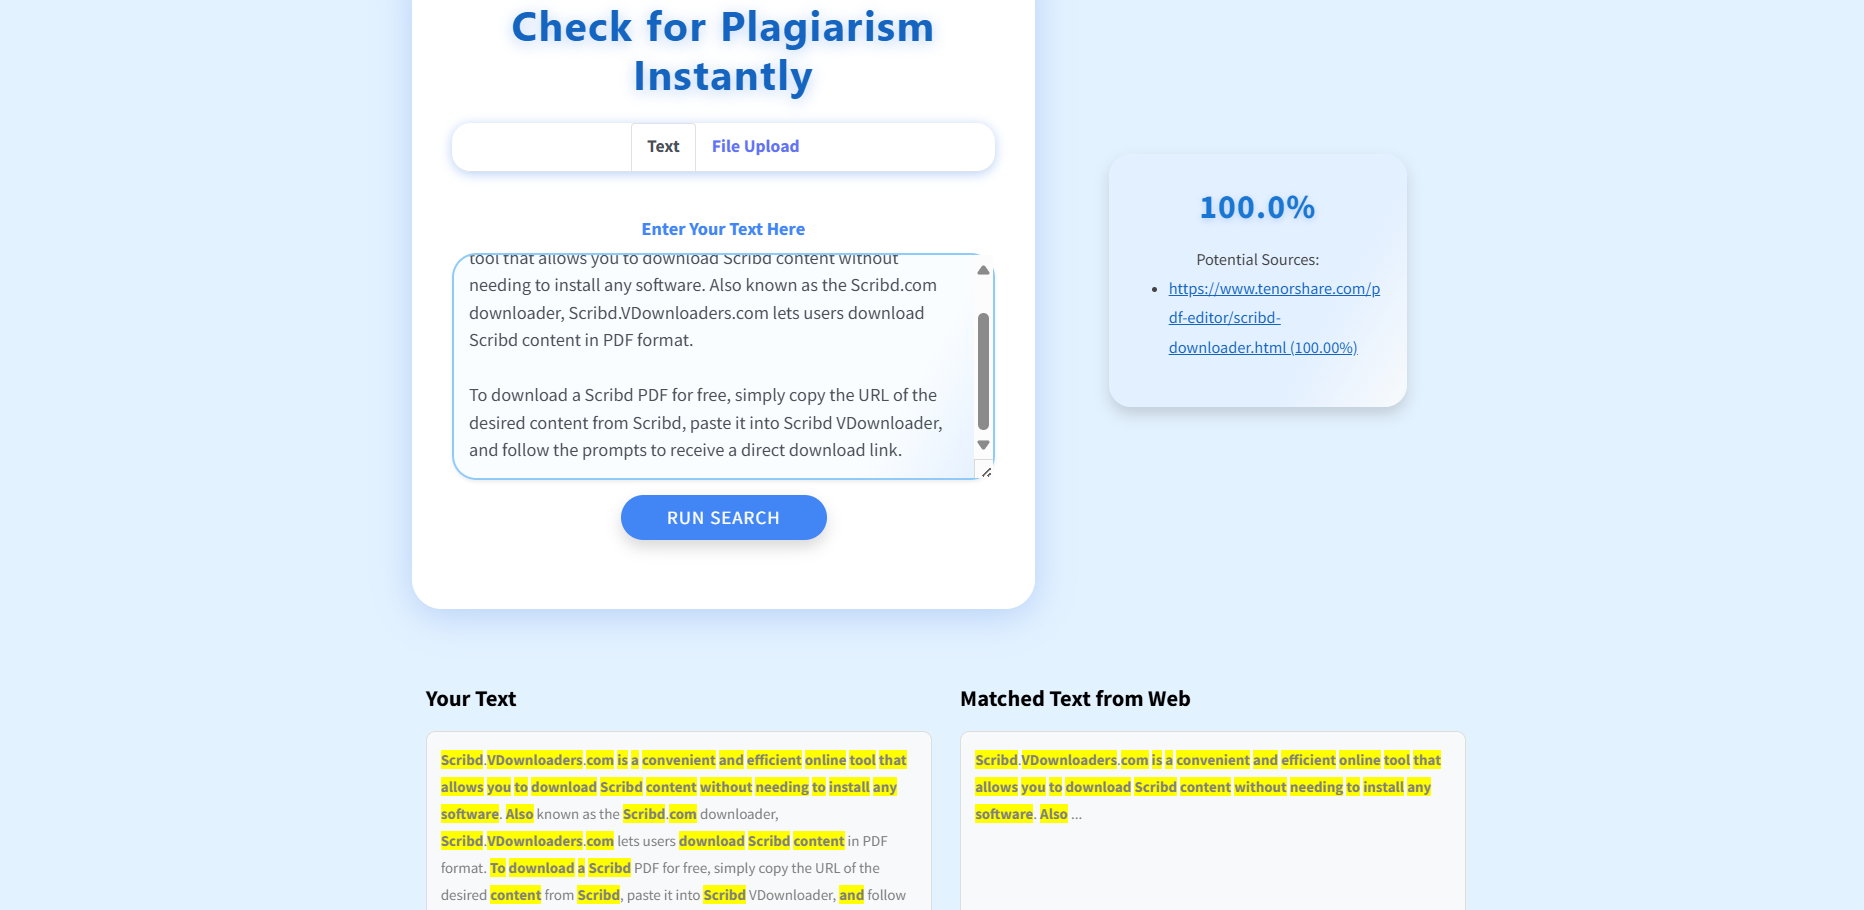 Check for Plagiarism
Instantly
Text
File Upload
Enter Your Text Here
tool that allows you to download Scribd content without
needing to install any software. Also known as the Scribd.com
downloader, Scribd.VDownloaders.com lets users download
Scribd content in PDF format.
To download a Scribd PDF for free, simply copy the URL of the
desired content from Scribd, paste it into Scribd VDownloader,
and follow the prompts to receive a direct download link.
RUN SEARCH
100.0%
Potential Sources:
https://www.tenorshare.com/p
df-editor/scribd-
downloader.html (100.00%)
Your Text
Scribd.VDownloaders.com is a convenient and efficient online tool that
allows you to download Scribd content without needing to install any
software. Also known as the Scribd.com downloader,
Scribd.VDownloaders.com lets users download Scribd content in PDF
format. To download a Scribd PDF for free, simply copy the URL of the
desired content from Scribd, paste it into Scribd VDownloader, and follow
Matched Text from Web
Scribd.VDownloaders.com is a convenient and efficient online tool that
allows you to download Scribd content without needing to install any
software. Also ...